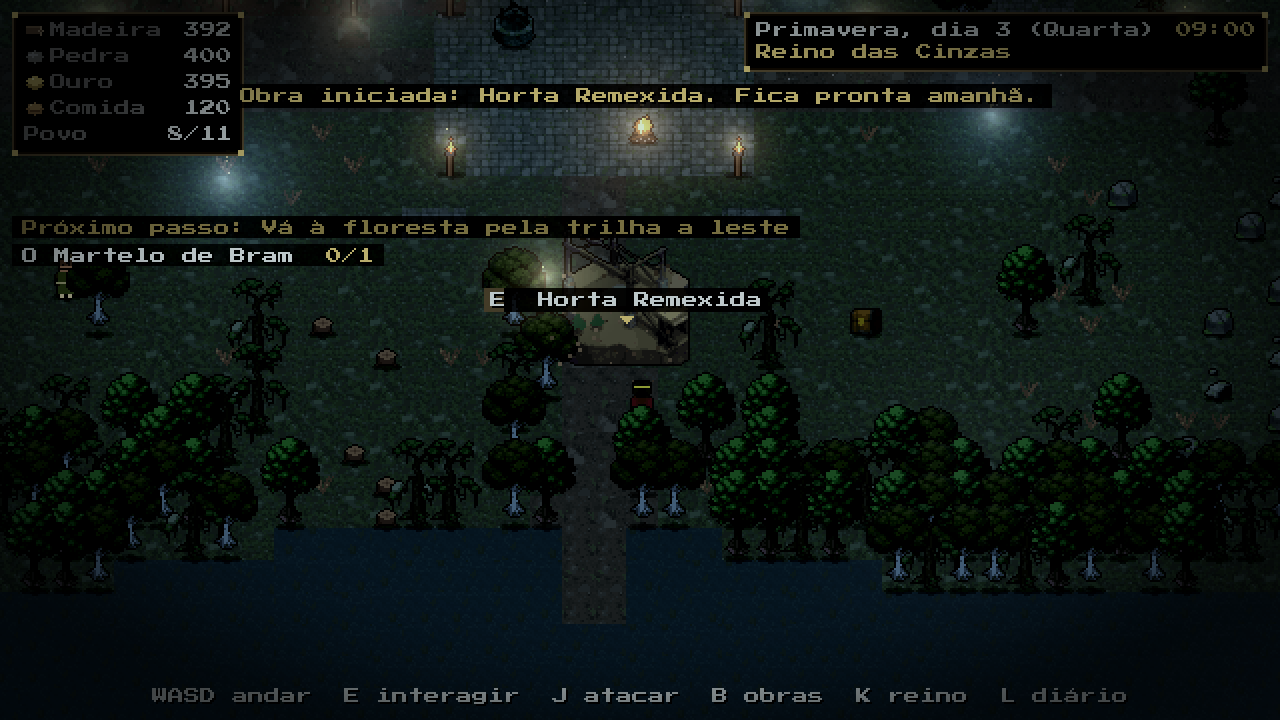 Madeira 392
Pedra 400
Ouro 395
Comida 120
Povo 8/11
Primavera, dia 3 (Quarta) 09:00
Reino das Cinzas
Obra iniciada: Horta Remexida. Fica pronta amanhã.
Próximo passo: Vá à floresta pela trilha a leste
O Martelo de Bram 0/1
E Horta Remexida
WASD andar E interagir J atacar B obras K reino L diário